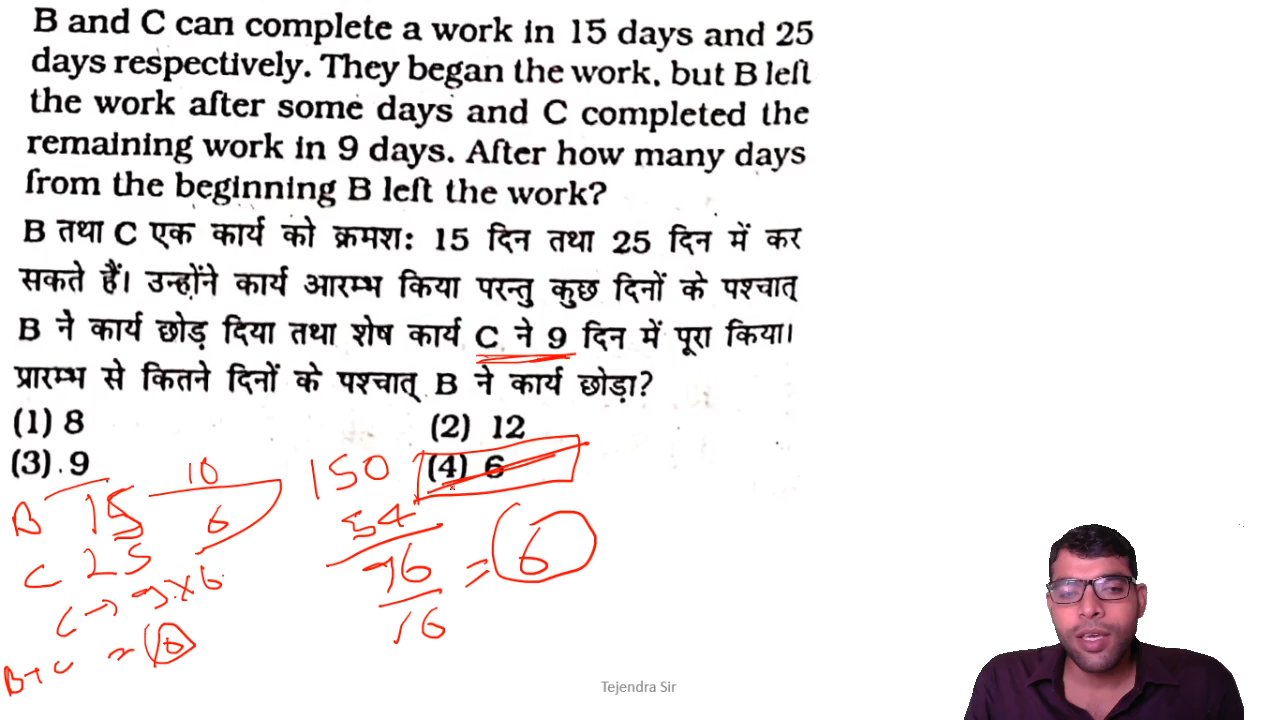 B and C can complete a work in 15 days and 25
days respectively. They began the work, but B left
the work after some days and C completed the
remaining work in 9 days. After how many days
from the beginning B left the work?
B तथा C एक कार्य को क्रमश: 15 दिन तथा 25 दिन में कर
सकते हैं। उन्होंने कार्य आरम्भ किया परन्तु कुछ दिनों के पश्चात्
B ने कार्य छोड़ दिया तथा शेष कार्य C ने 9 दिन में पूरा किया।
प्रारम्भ से कितने दिनों के पश्चात् B ने कार्य छोड़ा?
(1) 8
(2) 12
(3) 9
(4) 6
B 15 10
C 25 6
C → 9 × 6
B + C = 16
150
54
96
16
= 6
Tejendra Sir